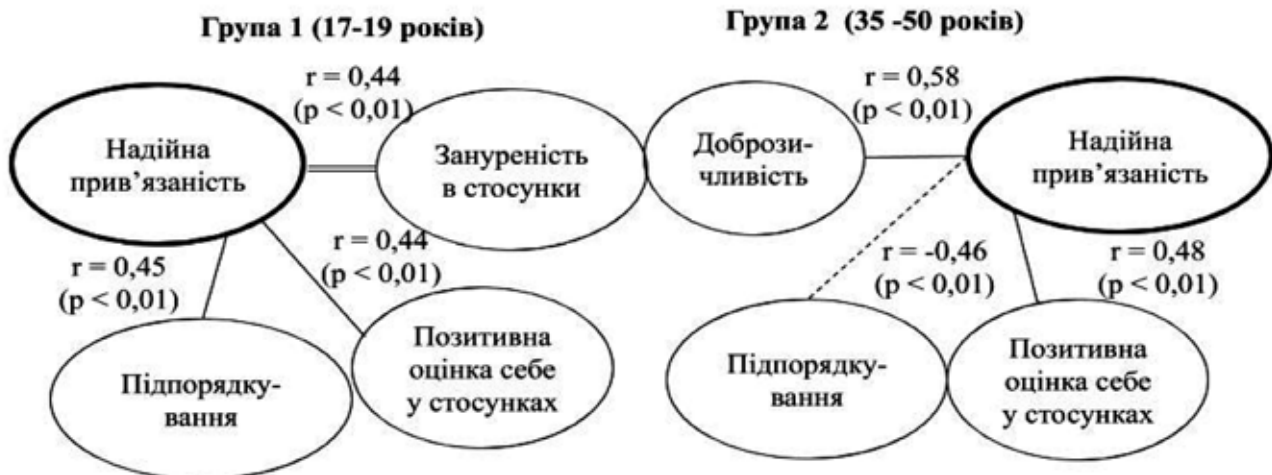 Група 1 (17-19 років)
r = 0,44
(p < 0,01)
Надійна
прив’язаність
Зануреність
в стосунки
r = 0,45
(p < 0,01)
r = 0,44
(p < 0,01)
Підпорядку-
вання
Позитивна
оцінка себе
у стосунках
Група 2 (35 -50 років)
r = 0,58
(p < 0,01)
Добрози-
чливість
Надійна
прив’язаність
r = -0,46
(p < 0,01)
r = 0,48
(p < 0,01)
Підпорядку-
вання
Позитивна
оцінка себе
у стосунках